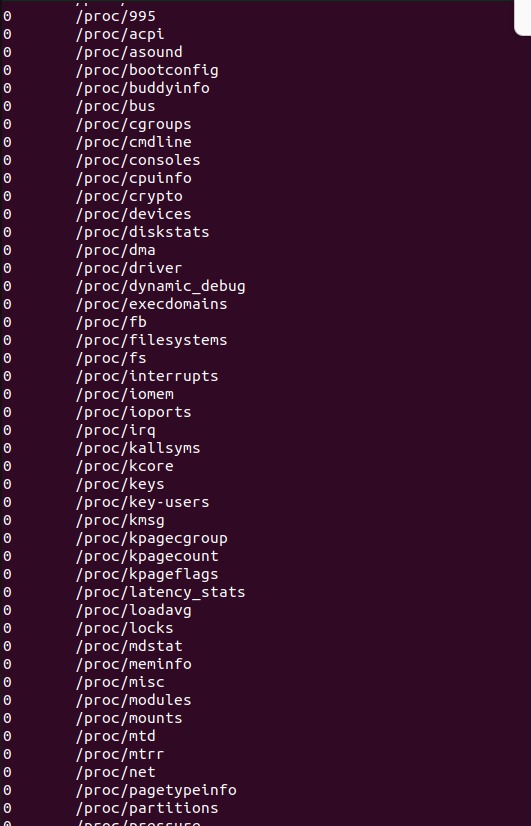 0 /proc/995
0 /proc/acpi
0 /proc/asound
0 /proc/bootconfig
0 /proc/buddyinfo
0 /proc/bus
0 /proc/cgroups
0 /proc/cmdline
0 /proc/consoles
0 /proc/cpuinfo
0 /proc/crypto
0 /proc/devices
0 /proc/diskstats
0 /proc/dma
0 /proc/driver
0 /proc/dynamic_debug
0 /proc/execdomains
0 /proc/fb
0 /proc/filesystems
0 /proc/fs
0 /proc/interrupts
0 /proc/iomem
0 /proc/ioports
0 /proc/irq
0 /proc/kallsyms
0 /proc/kcore
0 /proc/keys
0 /proc/key-users
0 /proc/kmsg
0 /proc/kpagecgroup
0 /proc/kpagecount
0 /proc/kpageflags
0 /proc/latency_stats
0 /proc/loadavg
0 /proc/locks
0 /proc/mdstat
0 /proc/meminfo
0 /proc/misc
0 /proc/modules
0 /proc/mounts
0 /proc/mtd
0 /proc/mtrr
0 /proc/net
0 /proc/pagetypeinfo
0 /proc/partitions
0 /proc/pressure